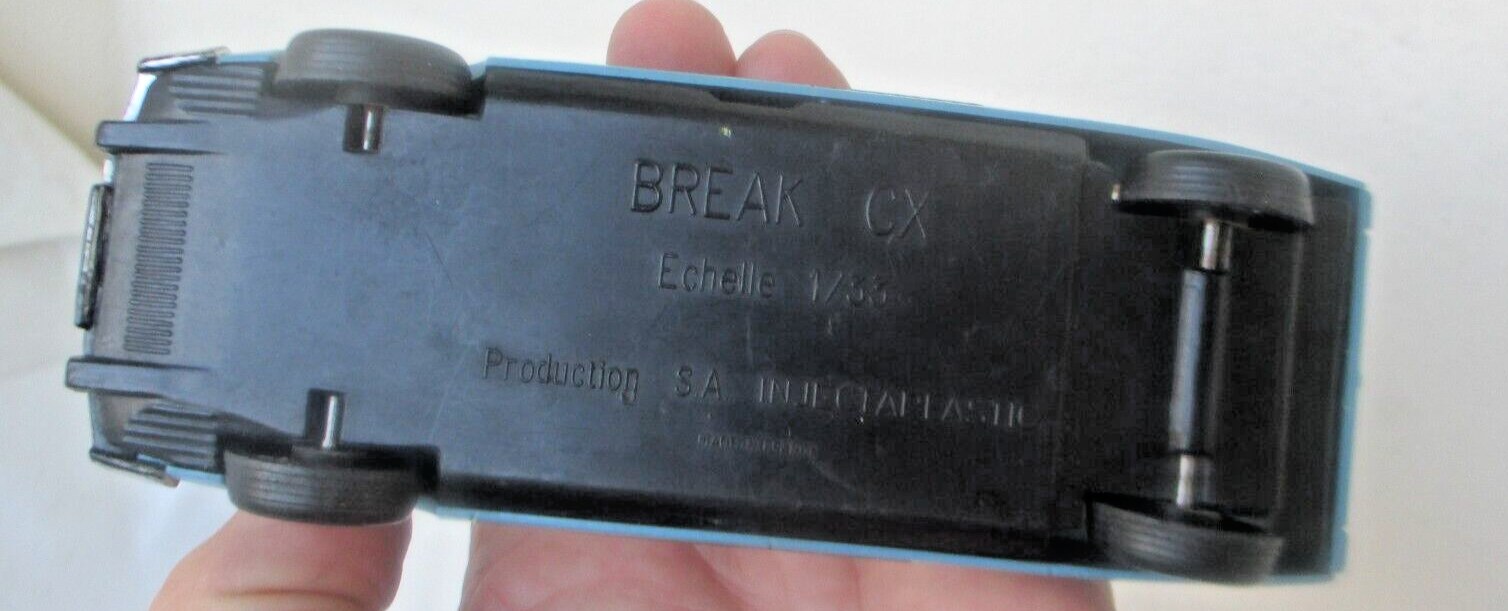 BREAK CX
Echelle 1/33
Production S.A. INJECTAPLASTIC